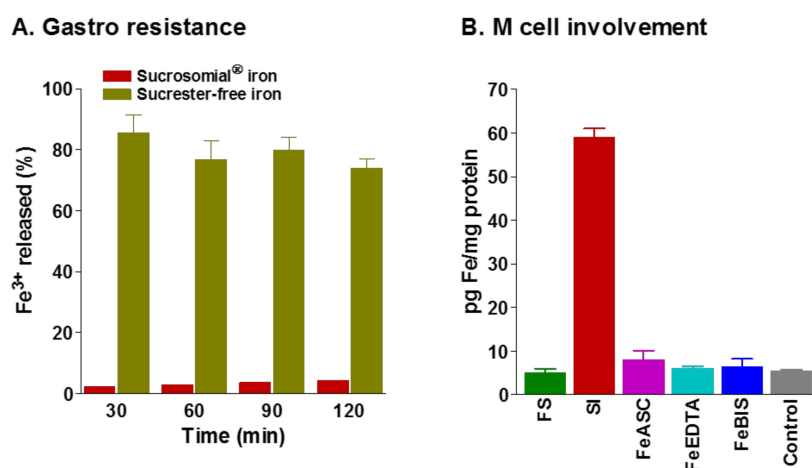 A. Gastro resistance
Sucrosomial® iron
Sucrester-free iron
Fe3+ released (%)
100
80
60
40
20
0
30 60 90 120
Time (min)
B. M cell involvement
pg Fe/mg protein
70
60
50
40
30
20
10
0
FS SI FeASC FeEDTA FeBIS Control